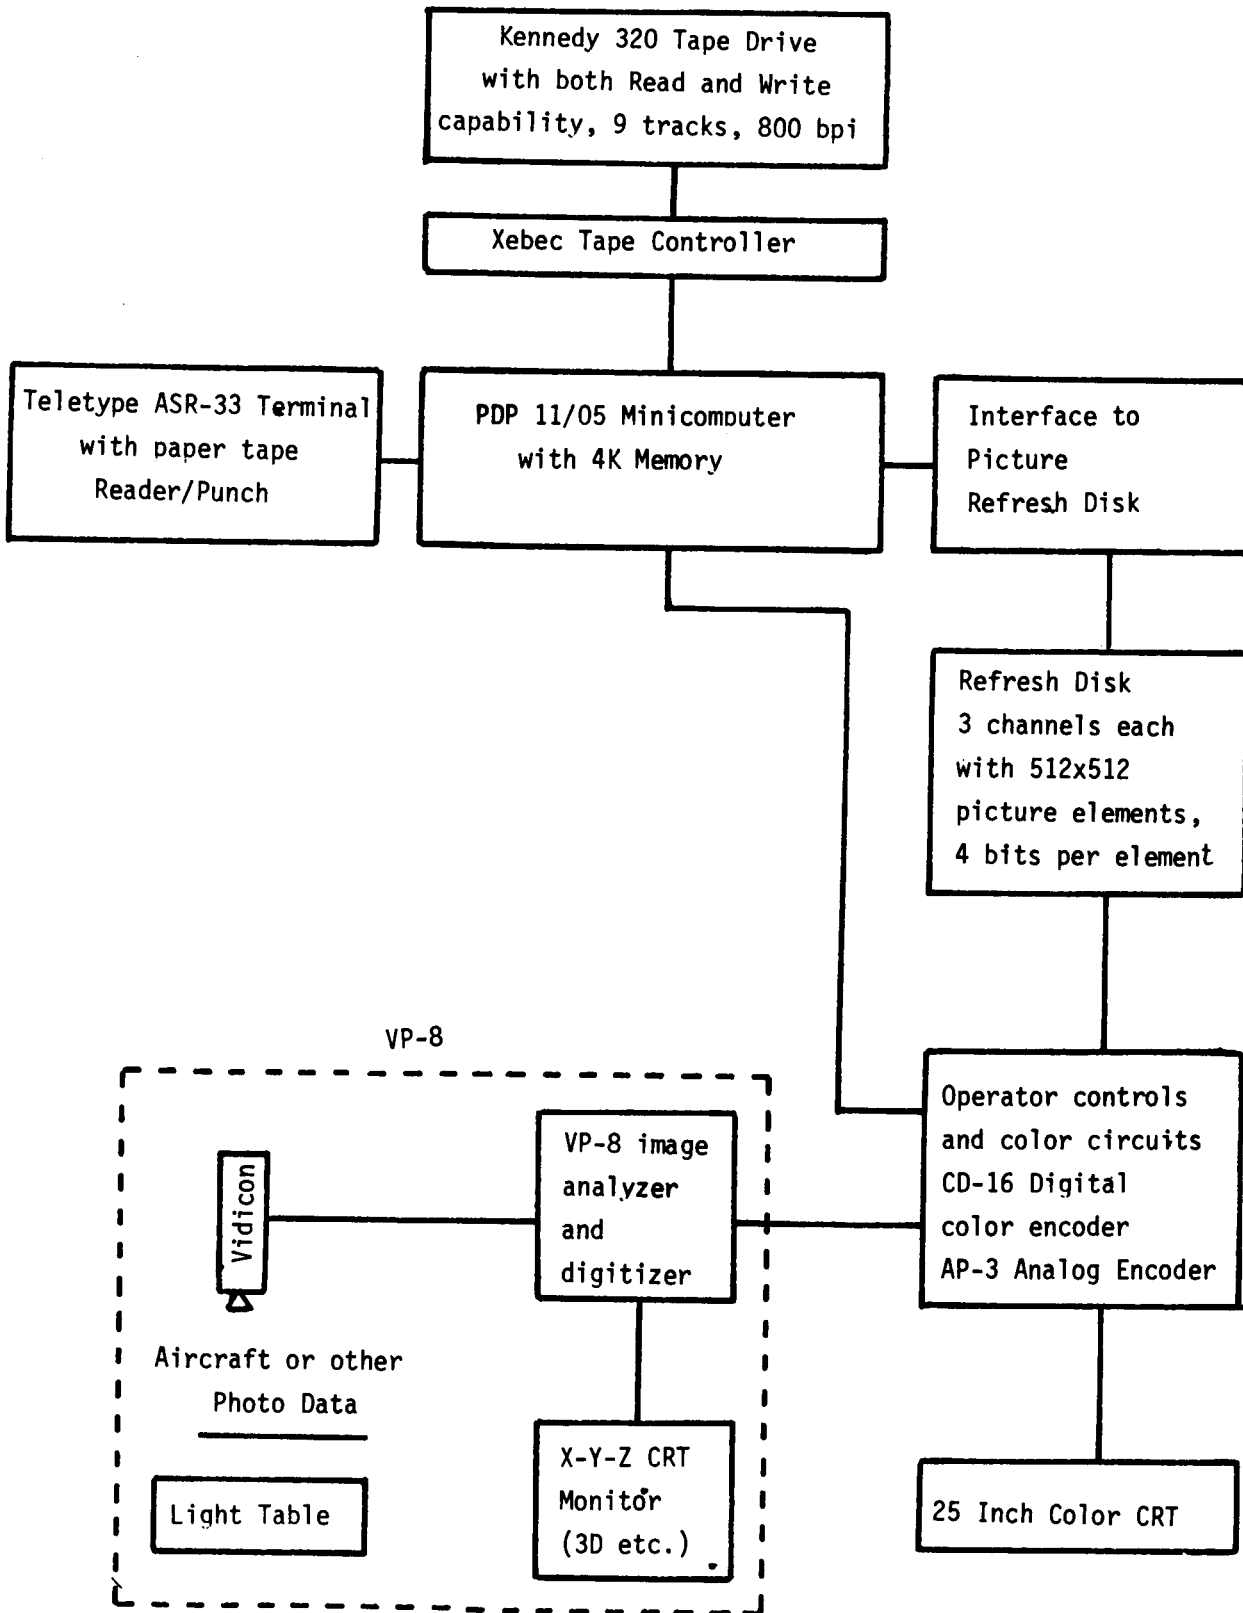 Kennedy 320 Tape Drive
with both Read and Write
capability, 9 tracks, 800 bpi
Xebec Tape Controller
Teletype ASR-33 Terminal
with paper tape
Reader/Punch
PDP 11/05 Minicomputer
with 4K Memory
Interface to
Picture
Refresh Disk
Refresh Disk
3 channels each
with 512x512
picture elements,
4 bits per element
VP-8
Vidicon
VP-8 image
analyzer
and
digitizer
Operator controls
and color circuits
CD-16 Digital
color encoder
AP-3 Analog Encoder
Aircraft or other
Photo Data
Light Table
X-Y-Z CRT
Monitor
(3D etc.)
25 Inch Color CRT